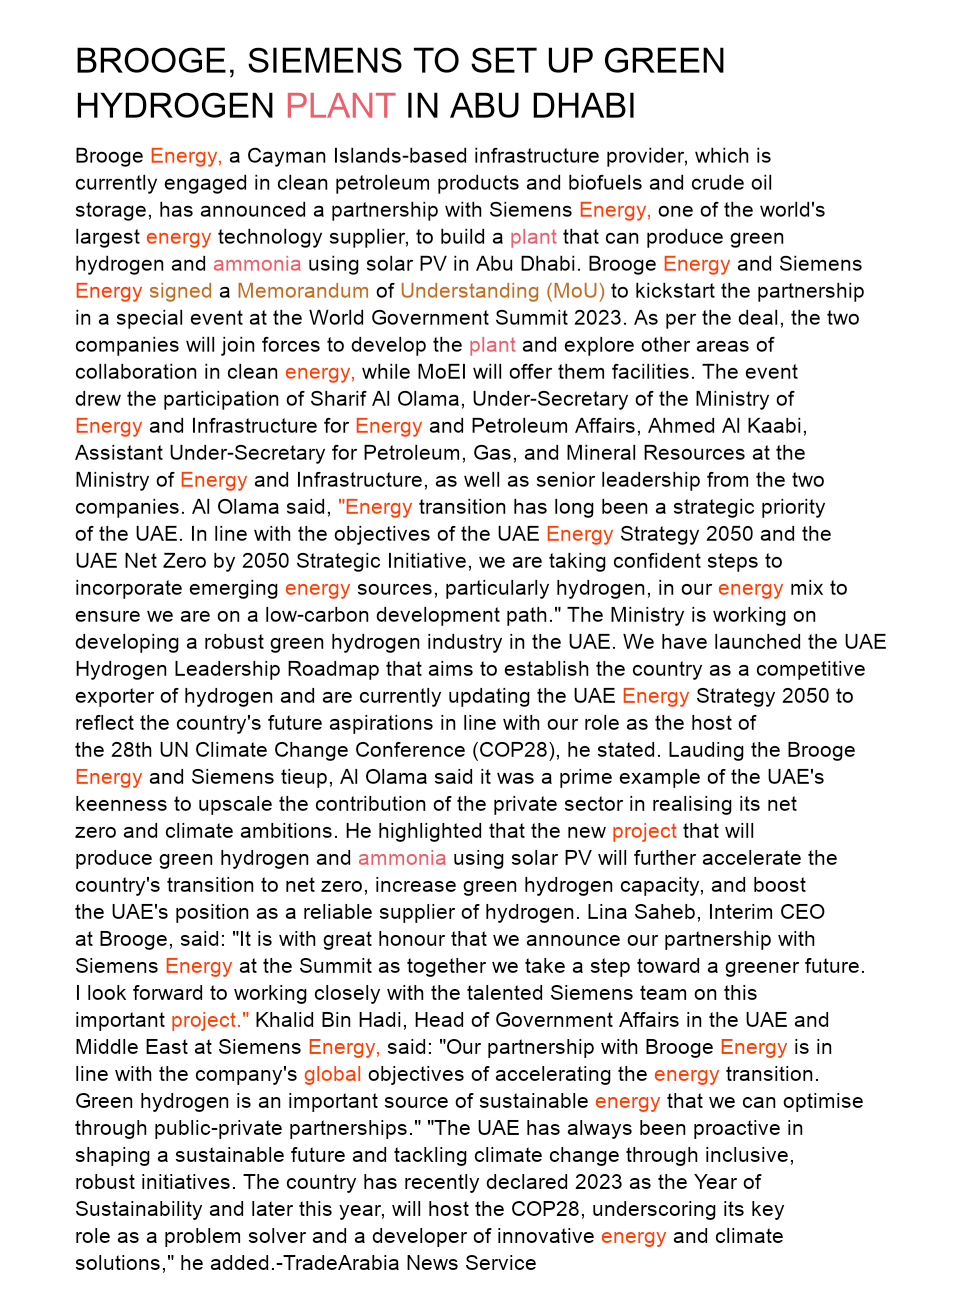 BROOGE, SIEMENS TO SET UP GREEN
HYDROGEN PLANT IN ABU DHABI
Brooge Energy, a Cayman Islands-based infrastructure provider, which is
currently engaged in clean petroleum products and biofuels and crude oil
storage, has announced a partnership with Siemens Energy, one of the world's
largest energy technology supplier, to build a plant that can produce green
hydrogen and ammonia using solar PV in Abu Dhabi. Brooge Energy and Siemens
Energy signed a Memorandum of Understanding (MoU) to kickstart the partnership
in a special event at the World Government Summit 2023. As per the deal, the two
companies will join forces to develop the plant and explore other areas of
collaboration in clean energy, while MoEI will offer them facilities. The event
drew the participation of Sharif Al Olama, Under-Secretary of the Ministry of
Energy and Infrastructure for Energy and Petroleum Affairs, Ahmed Al Kaabi,
Assistant Under-Secretary for Petroleum, Gas, and Mineral Resources at the
Ministry of Energy and Infrastructure, as well as senior leadership from the two
companies. Al Olama said, "Energy transition has long been a strategic priority
of the UAE. In line with the objectives of the UAE Energy Strategy 2050 and the
UAE Net Zero by 2050 Strategic Initiative, we are taking confident steps to
incorporate emerging energy sources, particularly hydrogen, in our energy mix to
ensure we are on a low-carbon development path." The Ministry is working on
developing a robust green hydrogen industry in the UAE. We have launched the UAE
Hydrogen Leadership Roadmap that aims to establish the country as a competitive
exporter of hydrogen and are currently updating the UAE Energy Strategy 2050 to
reflect the country's future aspirations in line with our role as the host of
the 28th UN Climate Change Conference (COP28), he stated. Lauding the Brooge
Energy and Siemens tieup, Al Olama said it was a prime example of the UAE's
keenness to upscale the contribution of the private sector in realising its net
zero and climate ambitions. He highlighted that the new project that will
produce green hydrogen and ammonia using solar PV will further accelerate the
country's transition to net zero, increase green hydrogen capacity, and boost
the UAE's position as a reliable supplier of hydrogen. Lina Saheb, Interim CEO
at Brooge, said: "It is with great honour that we announce our partnership with
Siemens Energy at the Summit as together we take a step toward a greener future.
I look forward to working closely with the talented Siemens team on this
important project." Khalid Bin Hadi, Head of Government Affairs in the UAE and
Middle East at Siemens Energy, said: "Our partnership with Brooge Energy is in
line with the company's global objectives of accelerating the energy transition.
Green hydrogen is an important source of sustainable energy that we can optimise
through public-private partnerships." "The UAE has always been proactive in
shaping a sustainable future and tackling climate change through inclusive,
robust initiatives. The country has recently declared 2023 as the Year of
Sustainability and later this year, will host the COP28, underscoring its key
role as a problem solver and a developer of innovative energy and climate
solutions," he added.-TradeArabia News Service